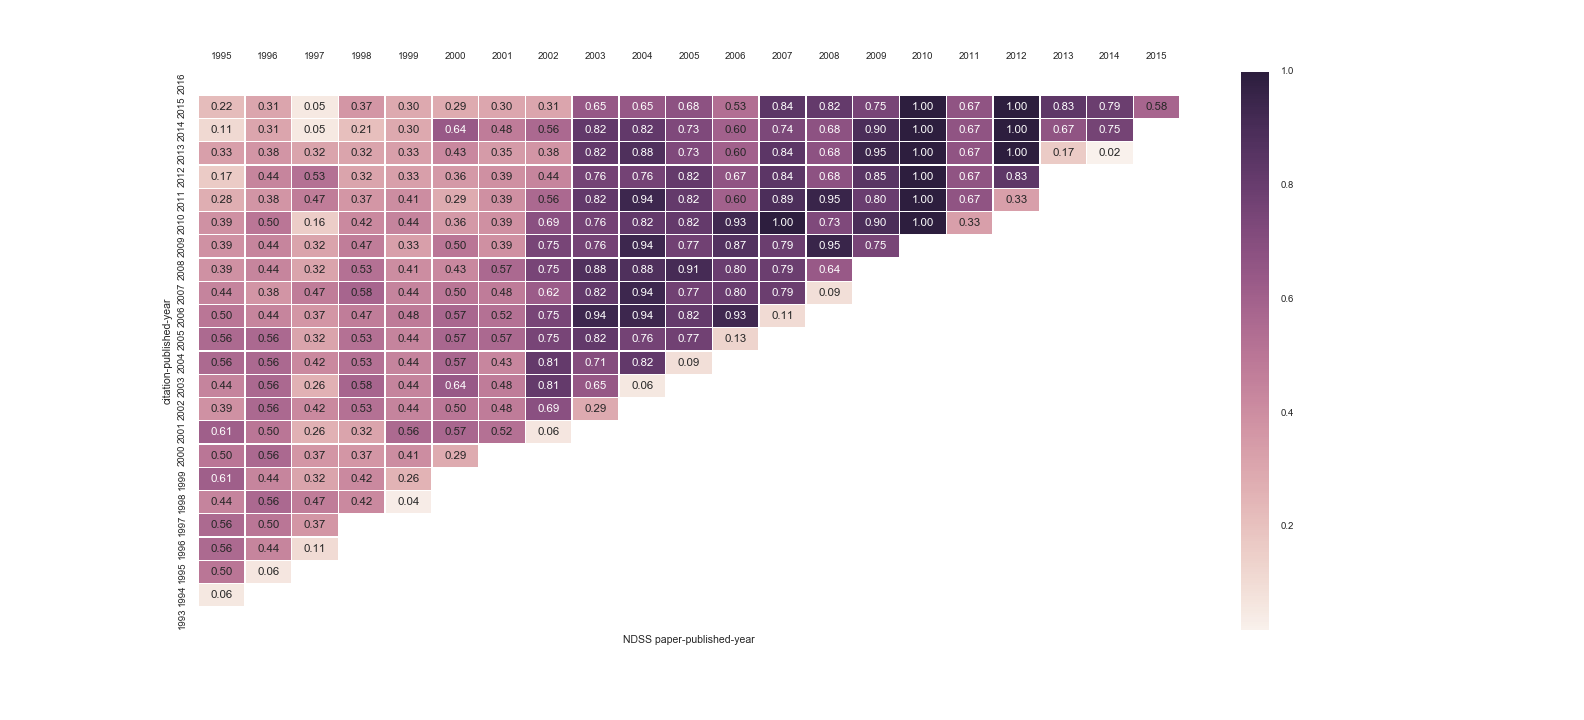 1995 1996 1997 1998 1999 2000 2001 2002 2003 2004 2005 2006 2007 2008 2009 2010 2011 2012 2013 2014 2015
2016
2015 0.22 0.31 0.05 0.37 0.30 0.29 0.30 0.31 0.65 0.65 0.68 0.53 0.84 0.82 0.75 1.00 0.67 1.00 0.83 0.79 0.58
2014 0.11 0.31 0.05 0.21 0.30 0.64 0.48 0.56 0.82 0.82 0.73 0.60 0.74 0.68 0.90 1.00 0.67 1.00 0.67 0.75
2013 0.33 0.38 0.32 0.32 0.33 0.43 0.35 0.38 0.82 0.88 0.73 0.60 0.84 0.68 0.95 1.00 0.67 1.00 0.17 0.02
2012 0.17 0.44 0.53 0.32 0.33 0.36 0.39 0.44 0.76 0.76 0.82 0.67 0.84 0.68 0.85 1.00 0.67 0.83
2011 0.28 0.38 0.47 0.37 0.41 0.29 0.39 0.56 0.82 0.94 0.82 0.60 0.89 0.95 0.80 1.00 0.67 0.33
2010 0.39 0.50 0.16 0.42 0.44 0.36 0.39 0.69 0.76 0.82 0.82 0.93 1.00 0.73 0.90 1.00 0.33
2009 0.39 0.44 0.32 0.47 0.33 0.50 0.39 0.75 0.76 0.94 0.77 0.87 0.79 0.95 0.75
2008 0.39 0.44 0.32 0.53 0.41 0.43 0.57 0.75 0.88 0.88 0.91 0.80 0.79 0.64
2007 0.44 0.38 0.47 0.58 0.44 0.50 0.48 0.62 0.82 0.94 0.77 0.80 0.79 0.09
2006 0.50 0.44 0.37 0.47 0.48 0.57 0.52 0.75 0.94 0.94 0.82 0.93 0.11
2005 0.56 0.56 0.32 0.53 0.44 0.57 0.57 0.75 0.82 0.76 0.77 0.13
2004 0.56 0.56 0.42 0.53 0.44 0.57 0.43 0.81 0.71 0.82 0.09
2003 0.44 0.56 0.26 0.58 0.44 0.64 0.48 0.81 0.65 0.06
2002 0.39 0.56 0.42 0.53 0.44 0.50 0.48 0.69 0.29
2001 0.61 0.50 0.26 0.32 0.56 0.57 0.52 0.06
2000 0.50 0.56 0.37 0.37 0.41 0.29
1999 0.61 0.44 0.32 0.42 0.26
1998 0.44 0.56 0.47 0.42 0.04
1997 0.56 0.50 0.37
1996 0.56 0.44 0.11
1995 0.50 0.06
1994 0.06
1993
citation-published-year
NDSS paper-published-year
1.0
0.8
0.6
0.4
0.2